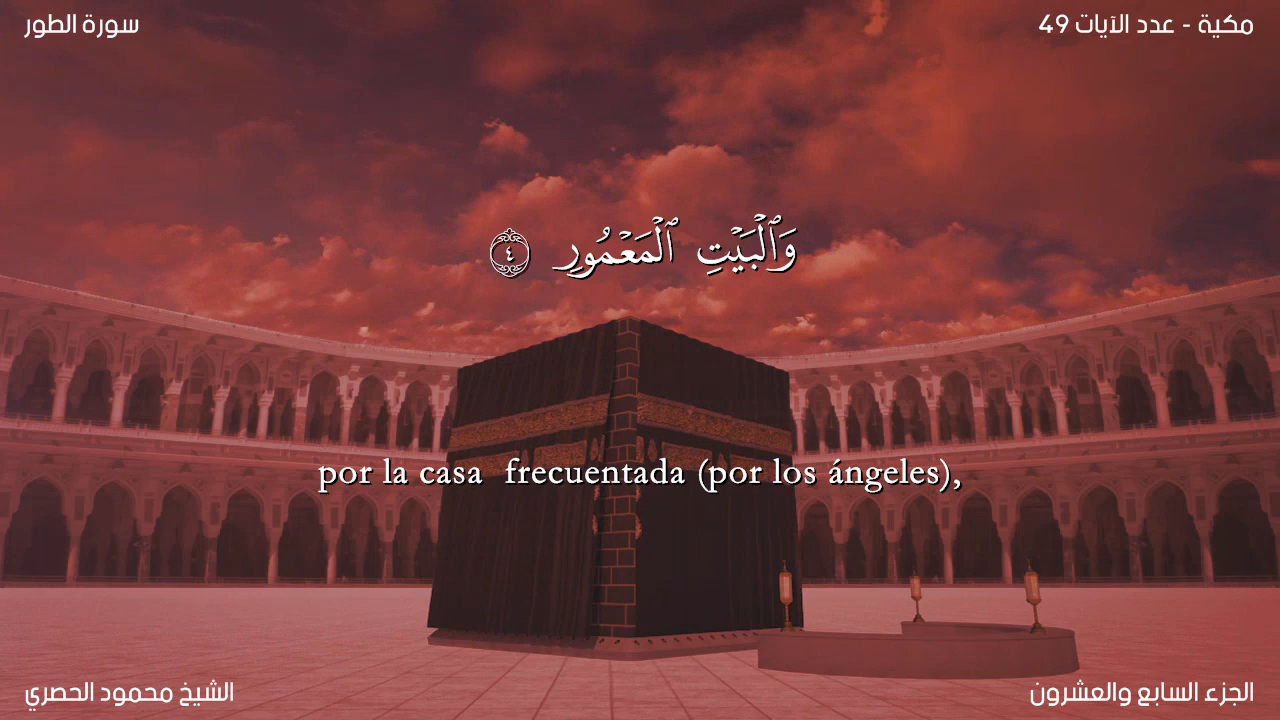 سورة الطور
مكية - عدد الآيات 49
وَٱلْبَيْتِ ٱلْمَعْمُورِ ٤
por la casa frecuentada (por los ángeles),
الشيخ محمود الحصري
الجزء السابع والعشرون